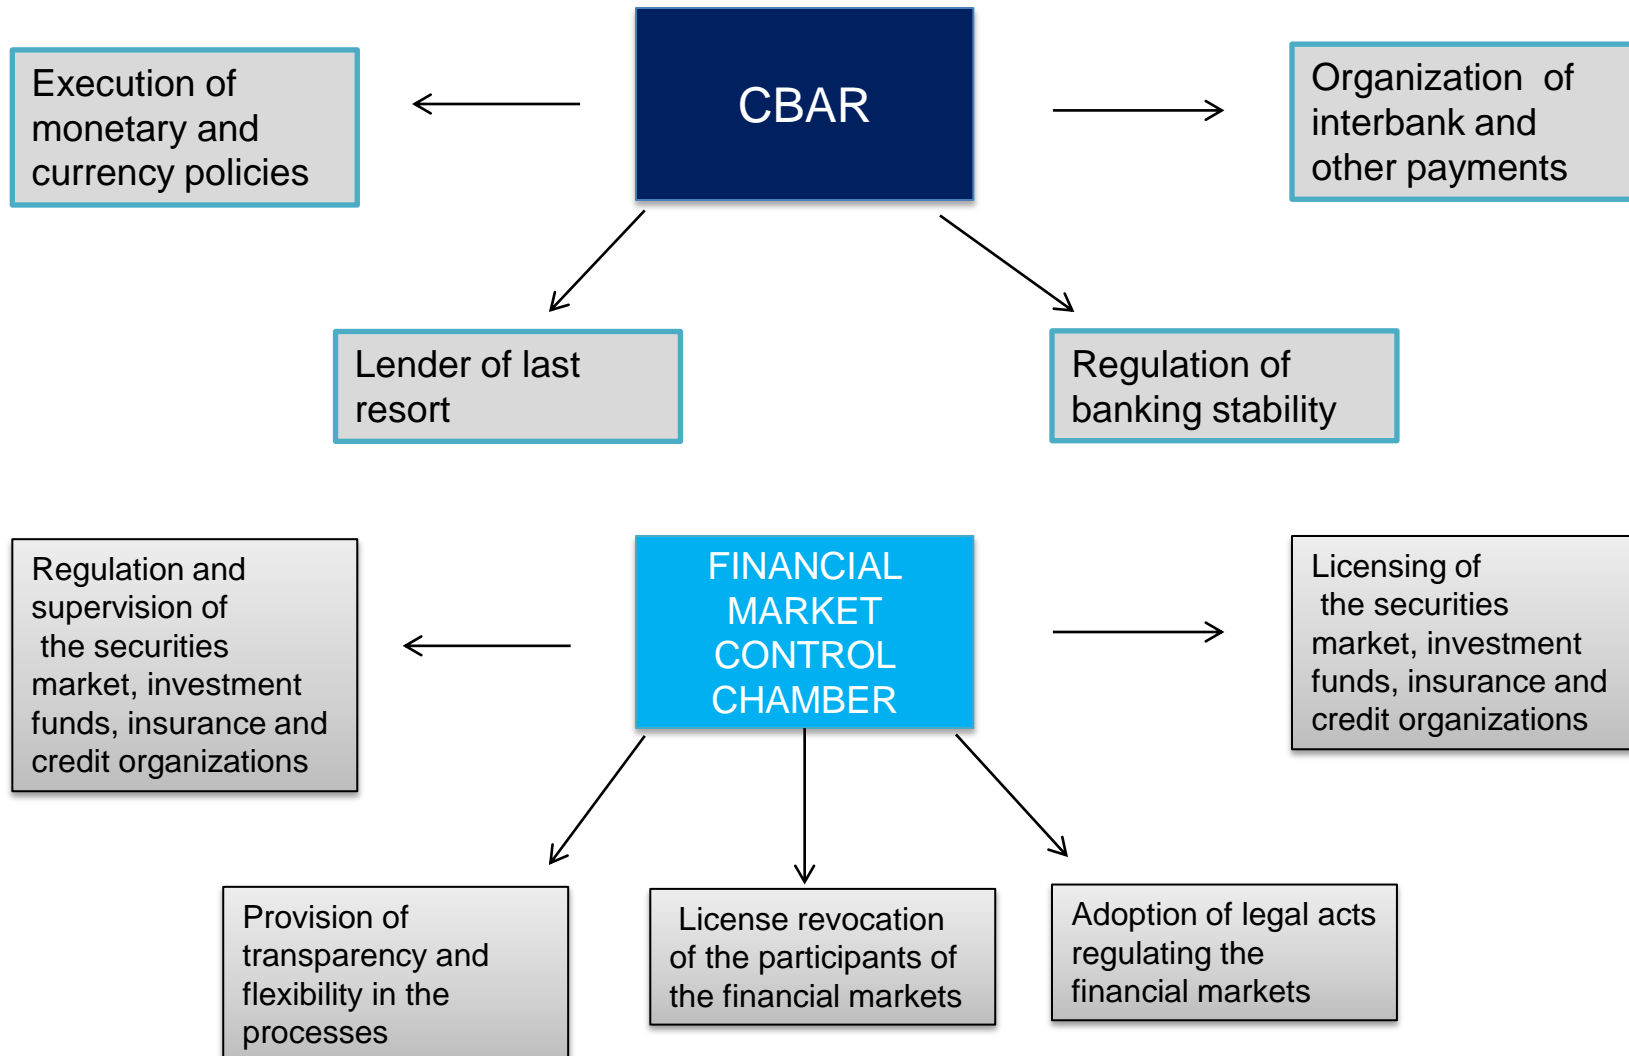 CBAR
Execution of
monetary and
currency policies
Organization of
interbank and
other payments
Lender of last
resort
Regulation of
banking stability
FINANCIAL
MARKET
CONTROL
CHAMBER
Regulation and
supervision of
the securities
market, investment
funds, insurance and
credit organizations
Licensing of
the securities
market, investment
funds, insurance and
credit organizations
Provision of
transparency and
flexibility in the
processes
License revocation
of the participants of
the financial markets
Adoption of legal acts
regulating the
financial markets